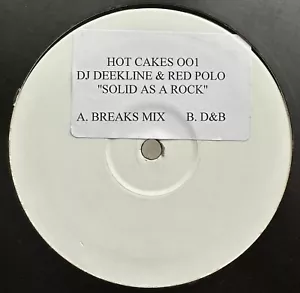 HOT CAKES OO1
DJ DEEKLINE & RED POLO
"SOLID AS A ROCK"
A. BREAKS MIX B. D&B